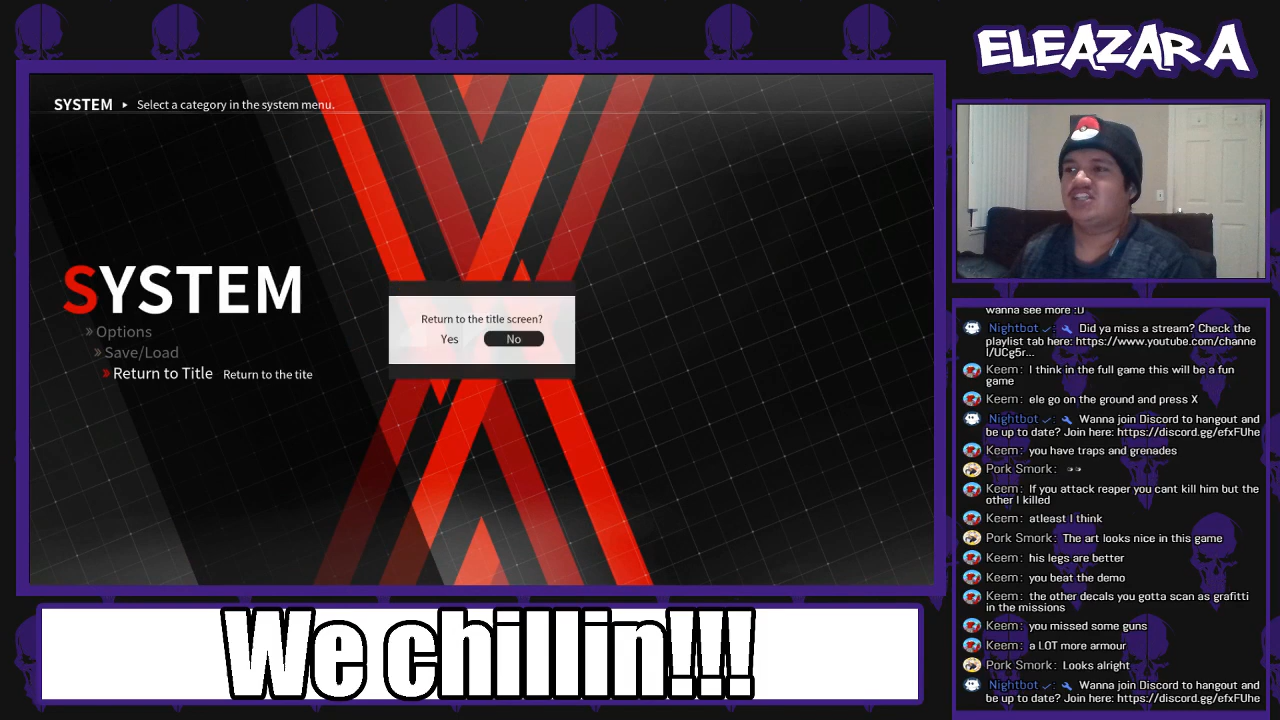 ELEAZAR A
SYSTEM ▸ Select a category in the system menu.
SYSTEM
» Options
» Save/Load
» Return to Title Return to the tite
Return to the title screen?
Yes No
We chillin!!!
wanna see more :D
Nightbot : Did ya miss a stream? Check the
playlist tab here: https://www.youtube.com/channe
l/UCg5r...
Keem: I think in the full game this will be a fun
game
Keem: ele go on the ground and press X
Nightbot : Wanna join Discord to hangout and
be up to date? Join here: https://discord.gg/efxFUhe
Keem: you have traps and grenades
Pork Smork: 👀
Keem: If you attack reaper you cant kill him but the
other I killed
Keem: atleast I think
Pork Smork: The art looks nice in this game
Keem: his legs are better
Keem: you beat the demo
Keem: the other decals you gotta scan as grafitti
in the missions
Keem: you missed some guns
Keem: a LOT more armour
Pork Smork: Looks alright
Nightbot : Wanna join Discord to hangout and
be up to date? Join here: https://discord.gg/efxFUhe